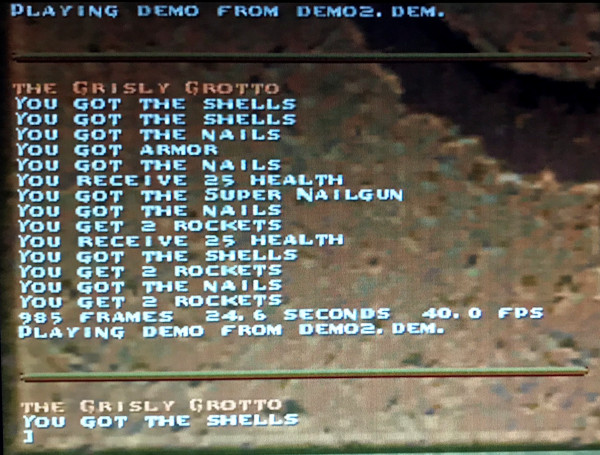 PLAYING DEMO FROM DEMO2.DEM.
THE GRISLY GROTTO
YOU GOT THE SHELLS
YOU GOT THE SHELLS
YOU GOT THE NAILS
YOU GOT ARMOR
YOU GOT THE NAILS
YOU RECEIVE 25 HEALTH
YOU GOT THE SUPER NAILGUN
YOU GOT THE NAILS
YOU GET 2 ROCKETS
YOU RECEIVE 25 HEALTH
YOU GOT THE SHELLS
YOU GET 2 ROCKETS
YOU GOT THE NAILS
YOU GET 2 ROCKETS
985 FRAMES 24.6 SECONDS 40.0 FPS
PLAYING DEMO FROM DEMO2.DEM.
THE GRISLY GROTTO
YOU GOT THE SHELLS
]